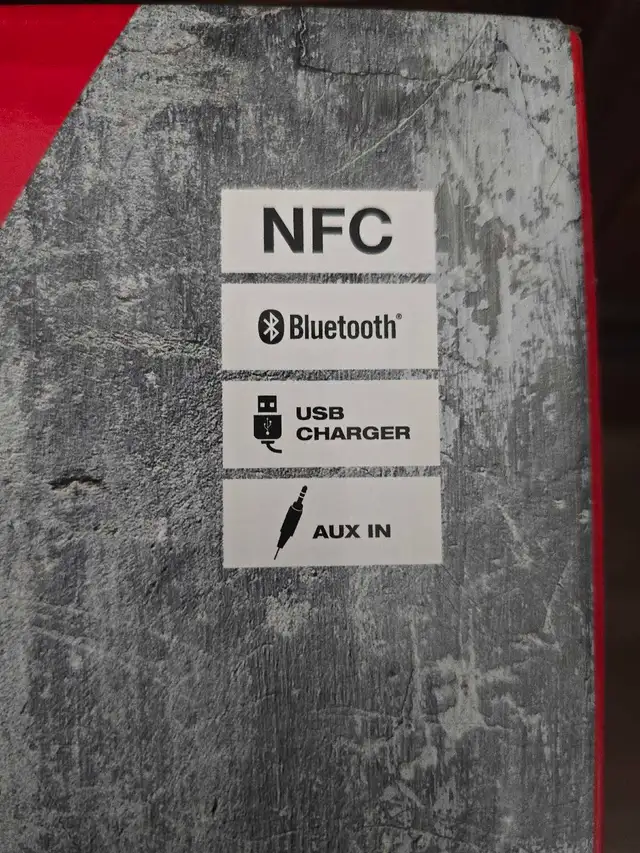 NFC
Bluetooth®
USB
CHARGER
AUX IN